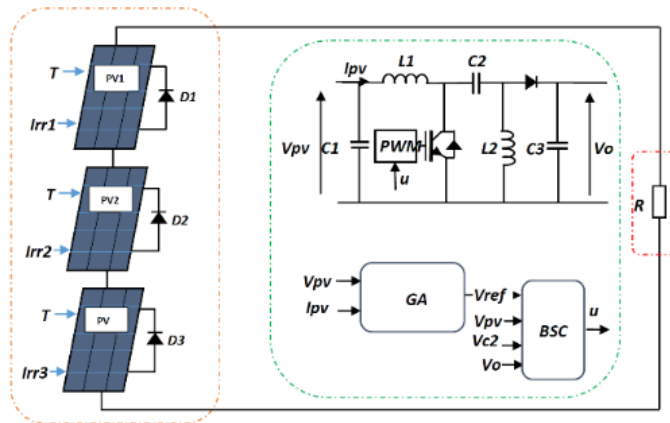 T
PV1
D1
Irr1
T
PV2
D2
Irr2
T
PV
D3
Irr3
Ipv
L1
C2
Vpv
C1
PWM
u
L2
C3
Vo
R
Vpv
Ipv
GA
Vref
Vpv
Vc2
Vo
BSC
u